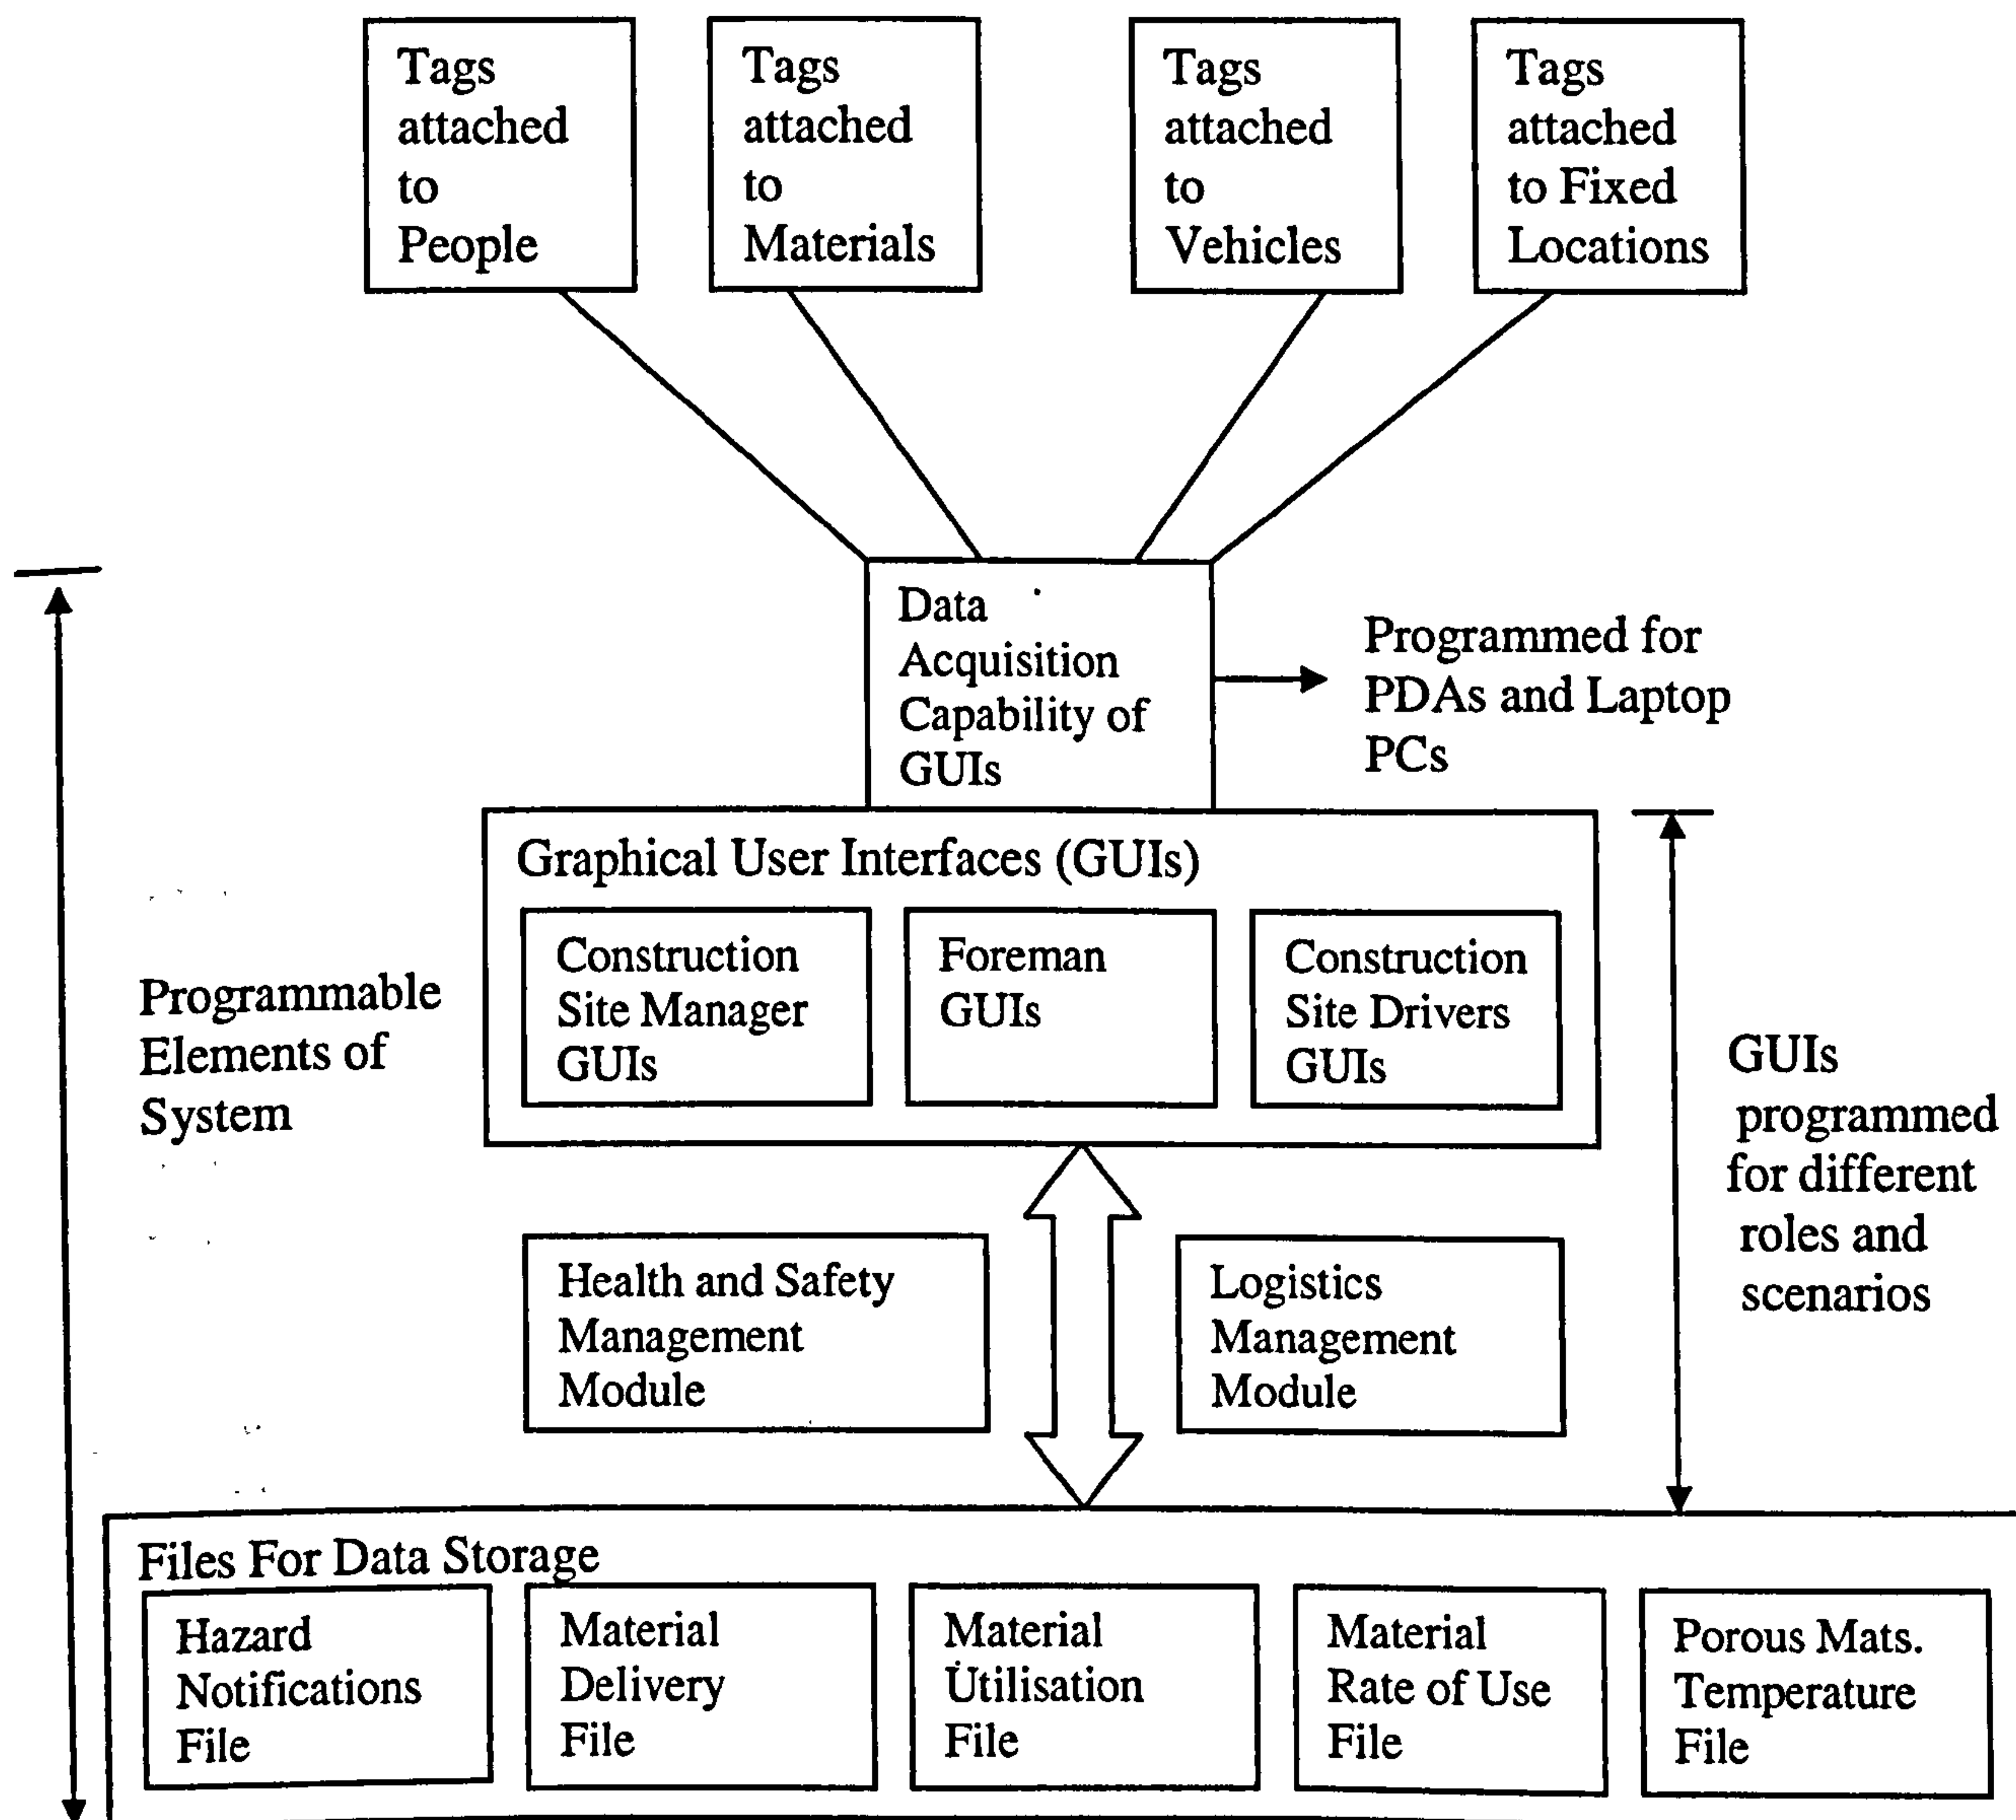 Tags
attached
to
People
Tags
attached
to
Materials
Tags
attached
to
Vehicles
Tags
attached
to Fixed
Locations
Data
Acquisition
Capability of
GUIs
Programmed for
PDAs and Laptop
PCs
Graphical User Interfaces (GUIs)
Construction
Site Manager
GUIs
Foreman
GUIs
Construction
Site Drivers
GUIs
Programmable
Elements of
System
GUIs
programmed
for different
roles and
scenarios
Health and Safety
Management
Module
Logistics
Management
Module
Files For Data Storage
Hazard
Notifications
File
Material
Delivery
File
Material
Utilisation
File
Material
Rate of Use
File
Porous Mats.
Temperature
File